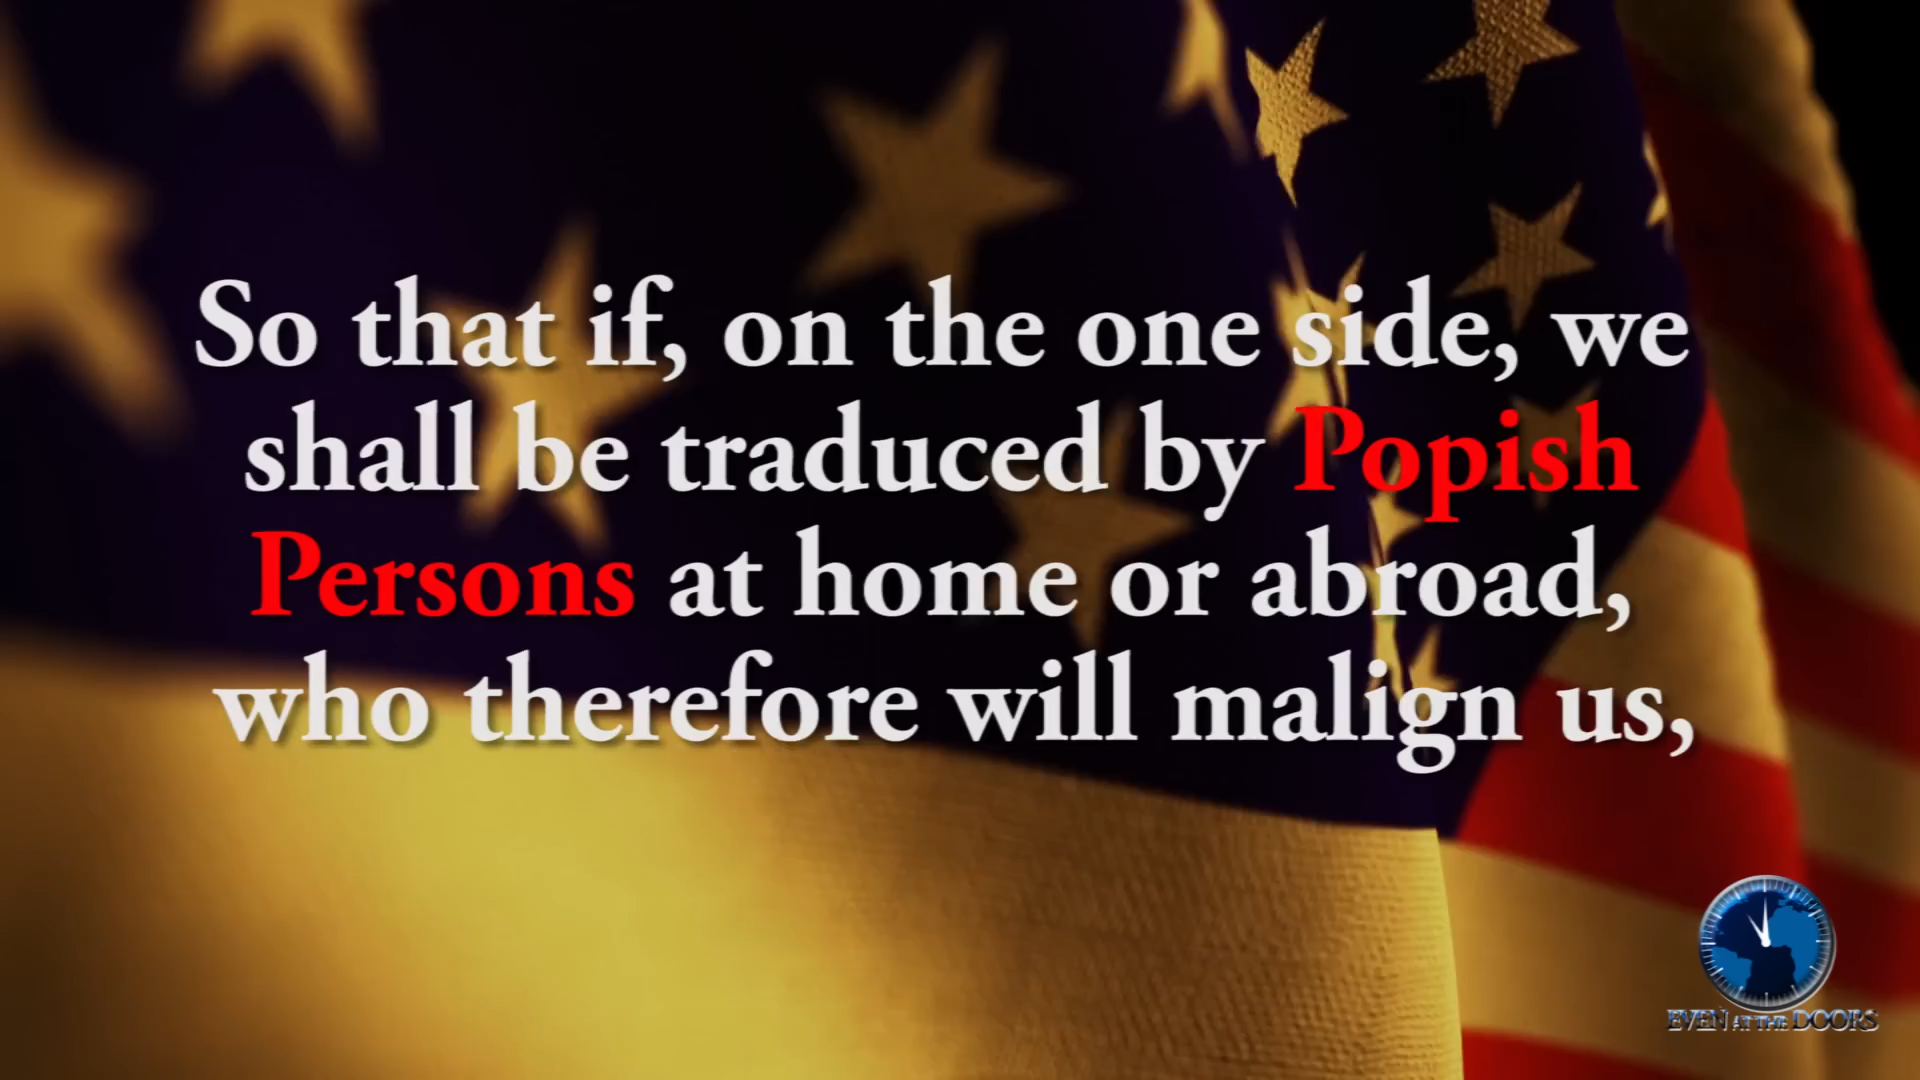 So that if, on the one side, we
shall be traduced by Popish
Persons at home or abroad,
who therefore will malign us,
EVEN AT THE DOORS